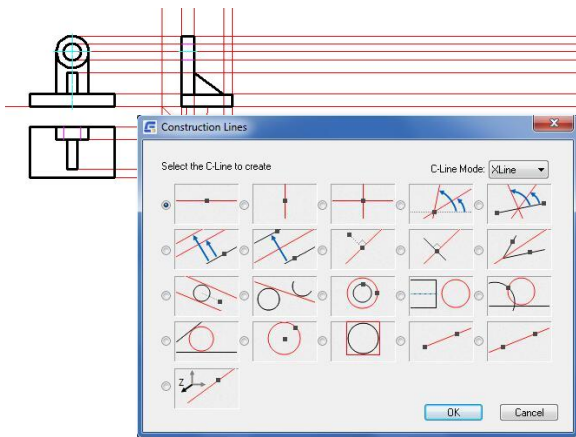 Construction Lines
Select the C-Line to create
C-Line Mode: XLine
Z
OK Cancel